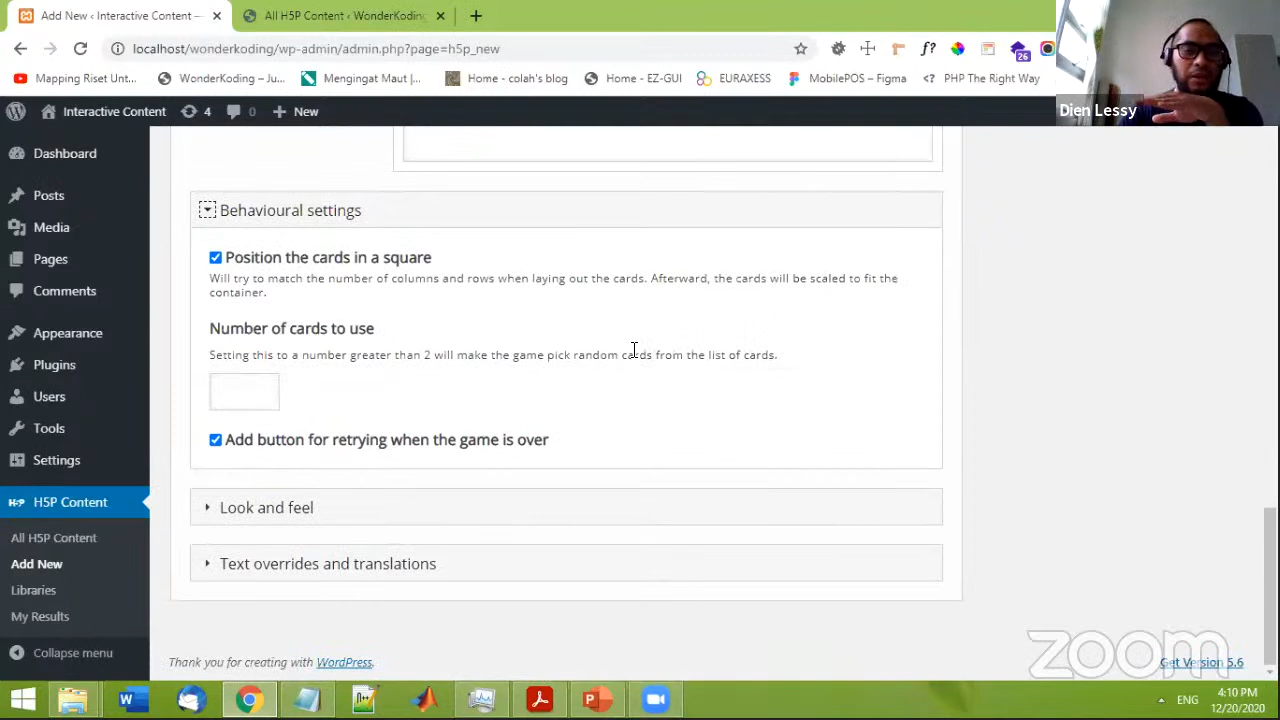 Add New ‹ Interactive Content —
All H5P Content ‹ WonderKoding
localhost/wonderkoding/wp-admin/admin.php?page=h5p_new
f?
26
Mapping Riset Unt...
WonderKoding – Ju...
Mengingat Maut |...
Home - colah's blog
Home - EZ-GUI
EURAXESS
MobilePOS – Figma
<?
PHP The Right Way
Dien Lessy
Interactive Content
4
0
New
Dashboard
Posts
Media
Pages
Comments
Appearance
Plugins
Users
Tools
Settings
H5P
H5P Content
All H5P Content
Add New
Libraries
My Results
Collapse menu
Behavioural settings
Position the cards in a square
Will try to match the number of columns and rows when laying out the cards. Afterward, the cards will be scaled to fit the
container.
Number of cards to use
Setting this to a number greater than 2 will make the game pick random cards from the list of cards.
Add button for retrying when the game is over
Look and feel
Text overrides and translations
Thank you for creating with WordPress.
Get Version 5.6
zoom
ENG
4:10 PM
12/20/2020